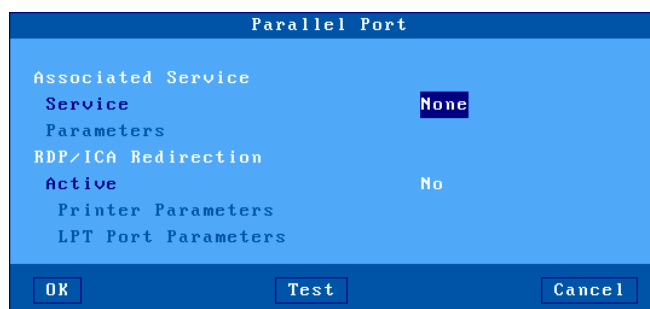 Parallel Port
Associated Service
Service None
Parameters
RDP/ICA Redirection
Active No
Printer Parameters
LPT Port Parameters
OK Test Cancel